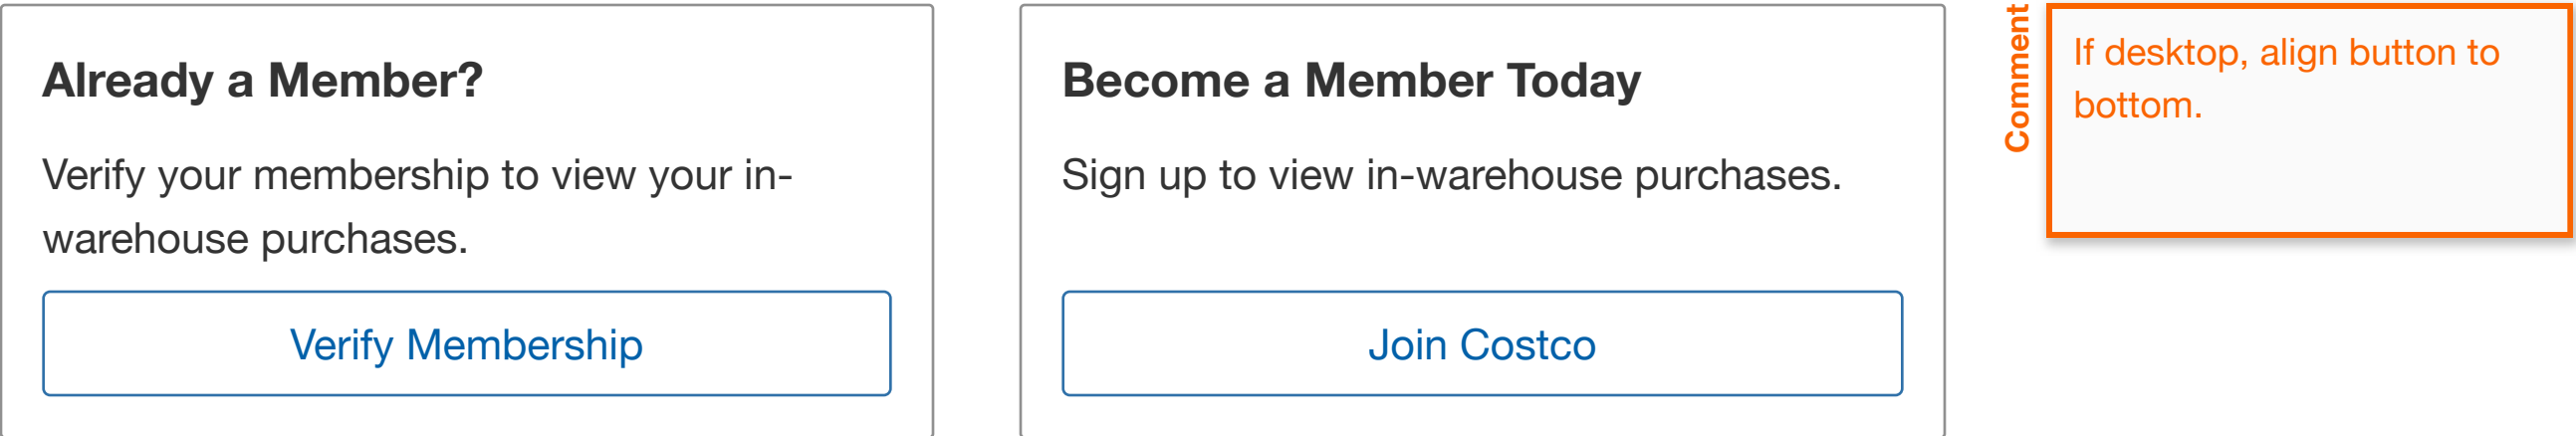 Already a Member?
Verify your membership to view your in-
warehouse purchases.
Verify Membership
Become a Member Today
Sign up to view in-warehouse purchases.
Join Costco
Comment
If desktop, align button to
bottom.